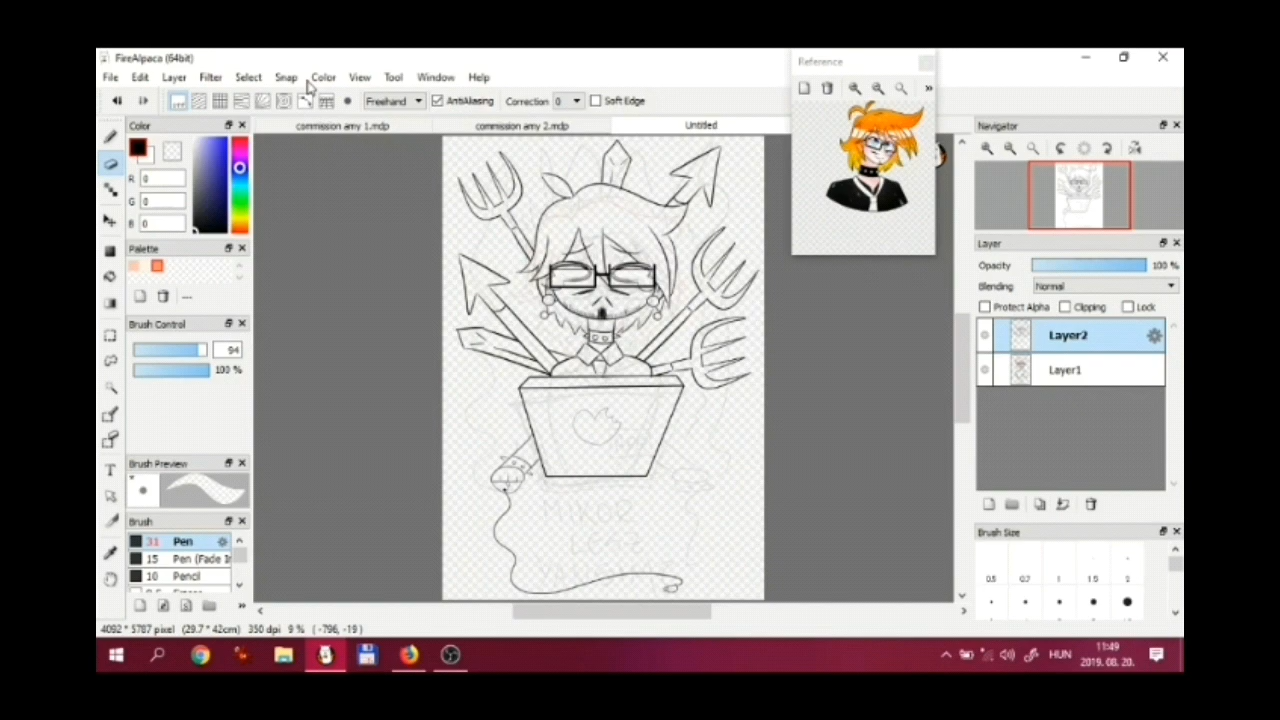 FireAlpaca (64bit)
File Edit Layer Filter Select Snap Color View Tool Window Help
Freehand AntiAliasing Correction 0 Soft Edge
Reference
Color
commission amy 1.mdp commission amy 2.mdp Untitled
Navigator
R 0
G 0
B 0
Palette
Layer
Opacity 100 %
Blending Normal
Protect Alpha Clipping Lock
Brush Control
94
100 %
Layer2
Layer1
Brush Preview
Brush
31 Pen
15 Pen (Fade In
10 Pencil
Brush Size
0.5 0.7 1 1.5 2
4092 * 5787 pixel (29.7 * 42cm) 350 dpi 9 % ( -796, -19 )
HUN
11:49
2019. 08. 20.